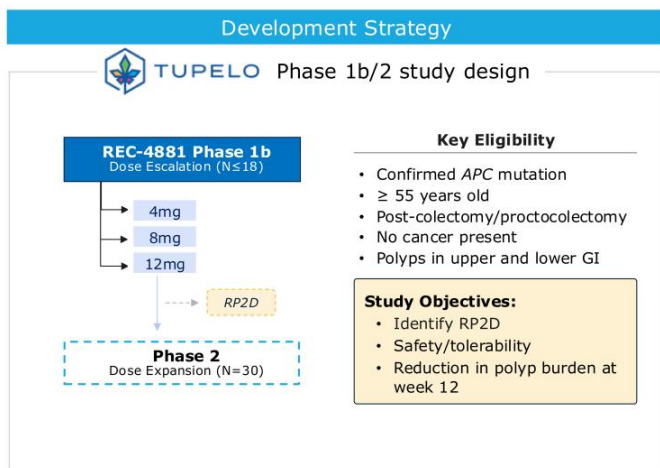 Development Strategy
TUPELO Phase 1b/2 study design
REC-4881 Phase 1b
Dose Escalation (N≤18)
4mg
8mg
12mg
RP2D
Phase 2
Dose Expansion (N=30)
Key Eligibility
• Confirmed APC mutation
• ≥ 55 years old
• Post-colectomy/proctocolectomy
• No cancer present
• Polyps in upper and lower GI
Study Objectives:
• Identify RP2D
• Safety/tolerability
• Reduction in polyp burden at
week 12